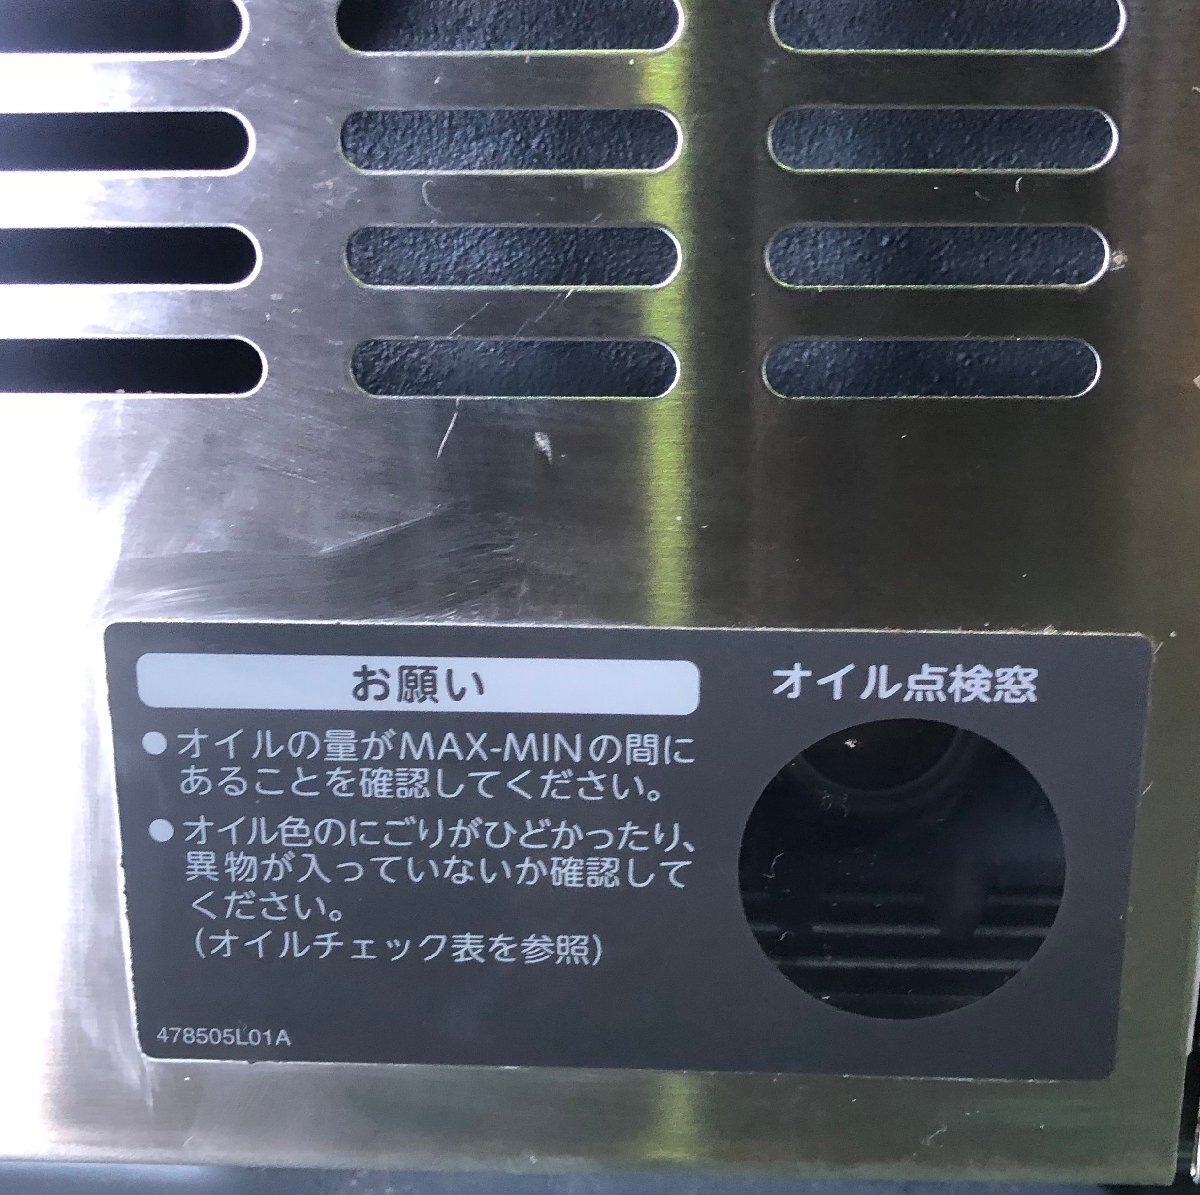 お願い
●オイルの量がMAX-MINの間に
あることを確認してください。
●オイル色のにごりがひどかったり、
異物が入っていないか確認して
ください。
(オイルチェック表を参照)
478505L01A
オイル点検窓